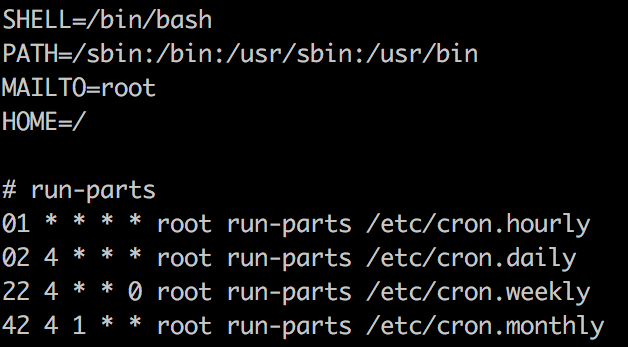 SHELL=/bin/bash
PATH=/sbin:/bin:/usr/sbin:/usr/bin
MAILTO=root
HOME=/

# run-parts
01 * * * * root run-parts /etc/cron.hourly
02 4 * * * root run-parts /etc/cron.daily
22 4 * * 0 root run-parts /etc/cron.weekly
42 4 1 * * root run-parts /etc/cron.monthly